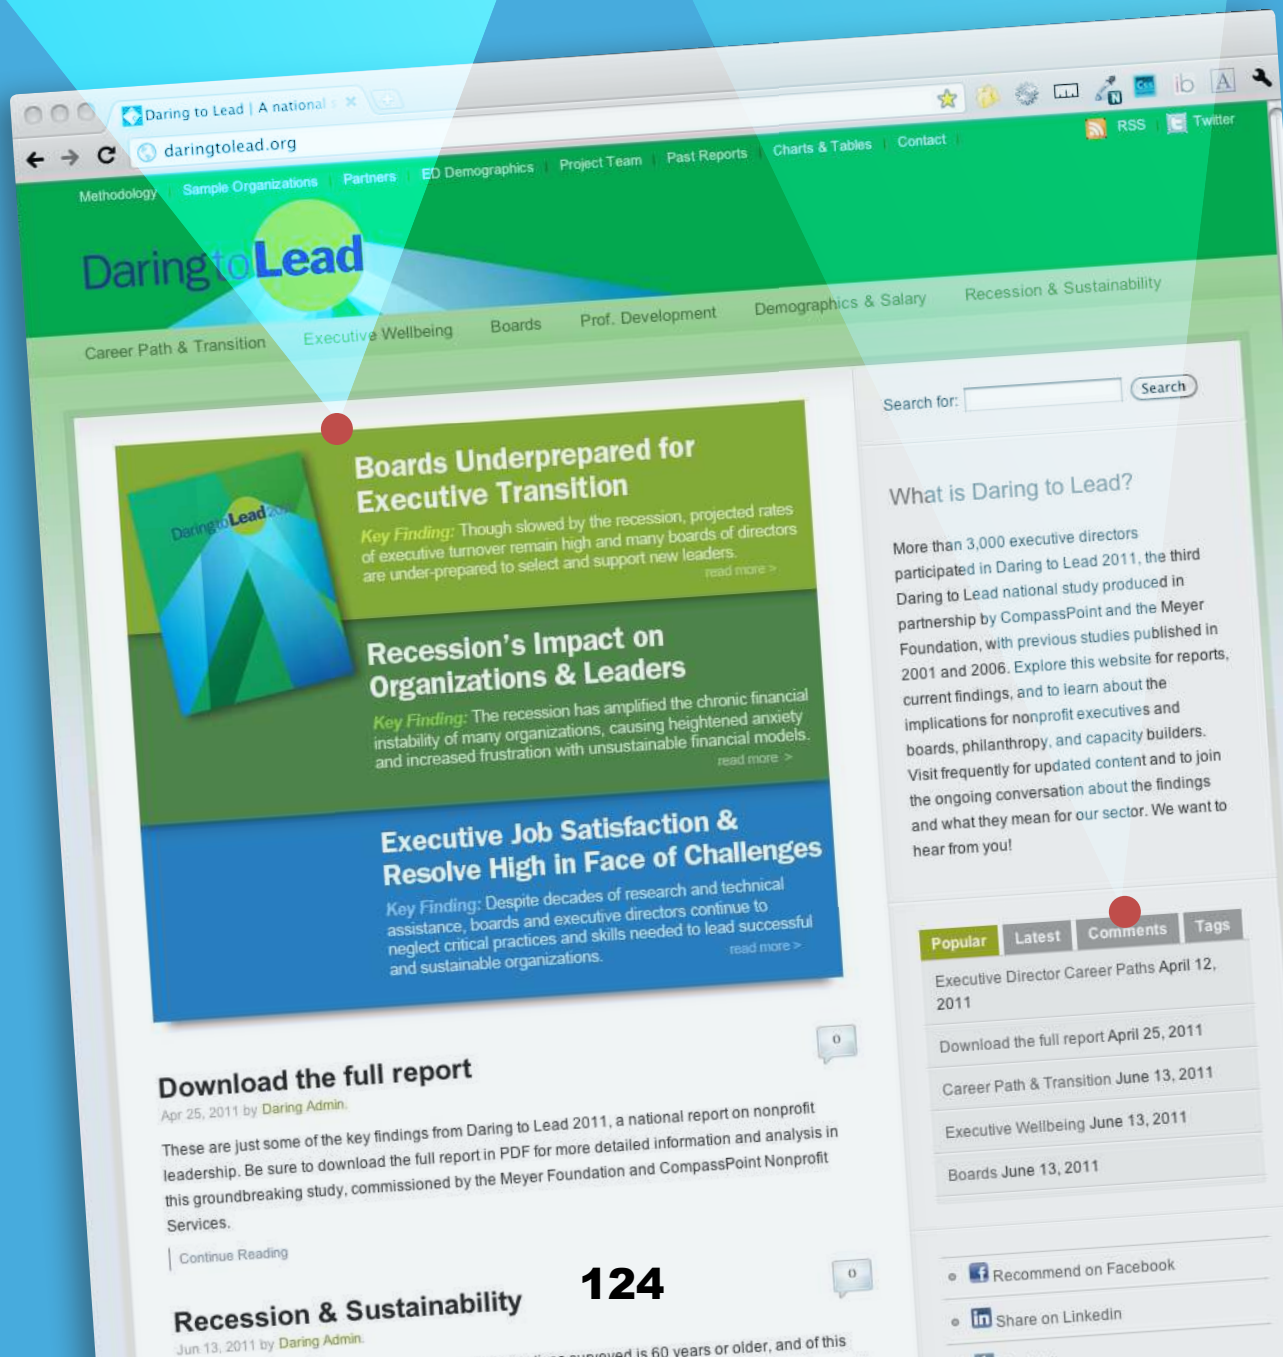 Daring to Lead | A national
daringtolead.org
RSS | Twitter
Methodology | Sample Organizations | Partners | ED Demographics | Project Team | Past Reports | Charts & Tables | Contact |
DaringtoLead
Career Path & Transition Executive Wellbeing Boards Prof. Development Demographics & Salary Recession & Sustainability
DaringtoLead
Boards Underprepared for
Executive Transition
Key Finding: Though slowed by the recession, projected rates
of executive turnover remain high and many boards of directors
are under-prepared to select and support new leaders.
read more >
Recession's Impact on
Organizations & Leaders
Key Finding: The recession has amplified the chronic financial
instability of many organizations, causing heightened anxiety
and increased frustration with unsustainable financial models.
read more >
Executive Job Satisfaction &
Resolve High in Face of Challenges
Key Finding: Despite decades of research and technical
assistance, boards and executive directors continue to
neglect critical practices and skills needed to lead successful
and sustainable organizations.
read more >
Download the full report
0
Apr 25, 2011 by Daring Admin.
These are just some of the key findings from Daring to Lead 2011, a national report on nonprofit
leadership. Be sure to download the full report in PDF for more detailed information and analysis in
this groundbreaking study, commissioned by the Meyer Foundation and CompassPoint Nonprofit
Services.
Continue Reading
124
Recession & Sustainability
0
Jun 13, 2011 by Daring Admin.
surveyed is 60 years or older, and of this
Search for: Search
What is Daring to Lead?
More than 3,000 executive directors
participated in Daring to Lead 2011, the third
Daring to Lead national study produced in
partnership by CompassPoint and the Meyer
Foundation, with previous studies published in
2001 and 2006. Explore this website for reports,
current findings, and to learn about the
implications for nonprofit executives and
boards, philanthropy, and capacity builders.
Visit frequently for updated content and to join
the ongoing conversation about the findings
and what they mean for our sector. We want to
hear from you!
Popular Latest Comments Tags
Executive Director Career Paths April 12,
2011
Download the full report April 25, 2011
Career Path & Transition June 13, 2011
Executive Wellbeing June 13, 2011
Boards June 13, 2011
Recommend on Facebook
Share on Linkedin